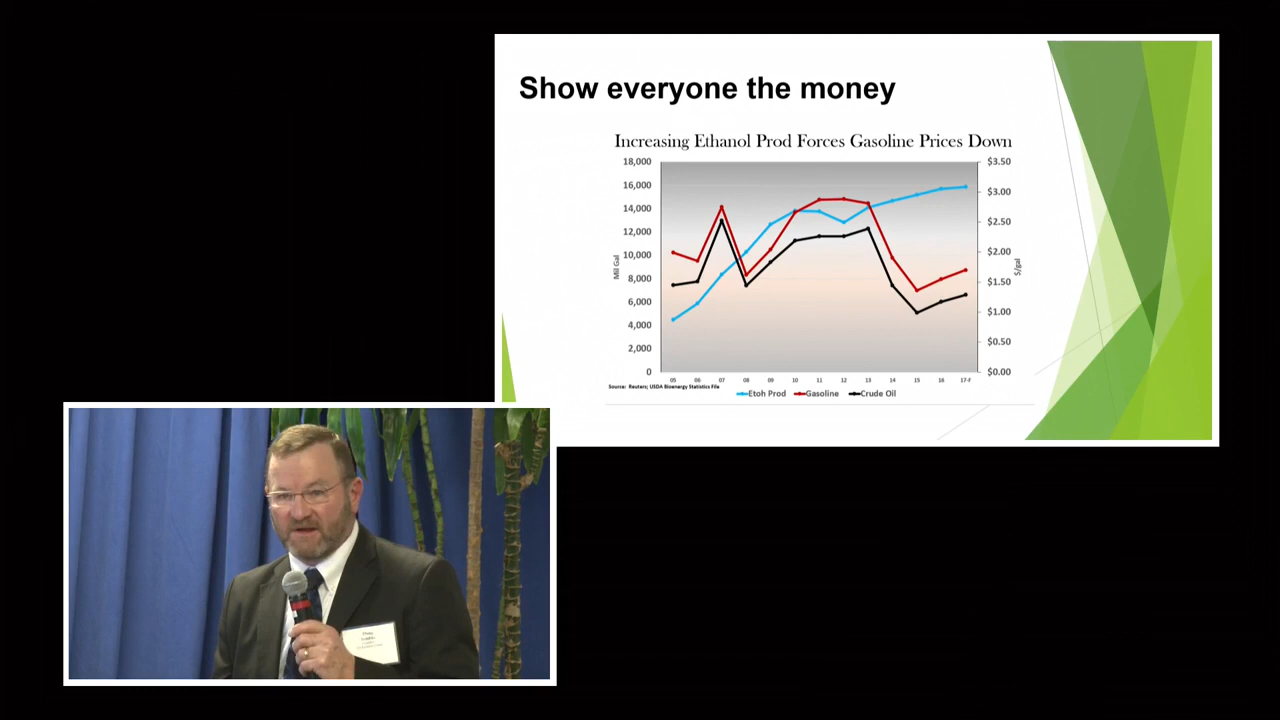 Show everyone the money
Increasing Ethanol Prod Forces Gasoline Prices Down
18,000
16,000
14,000
12,000
10,000
8,000
6,000
4,000
2,000
0
Mil Gal
$3.50
$3.00
$2.50
$2.00
$1.50
$1.00
$0.50
$0.00
$/gal
05 06 07 08 09 10 11 12 13 14 15 16 17-F
Source: Reuters; USDA Bioenergy Statistics File
Etoh Prod Gasoline Crude Oil